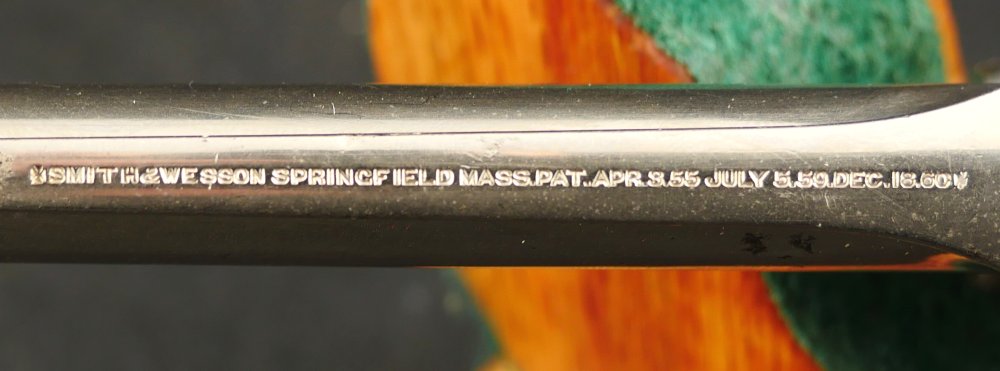 SMITH & WESSON SPRINGFIELD MASS. PAT. APR. 3.55 JULY 5.59. DEC. 18.60